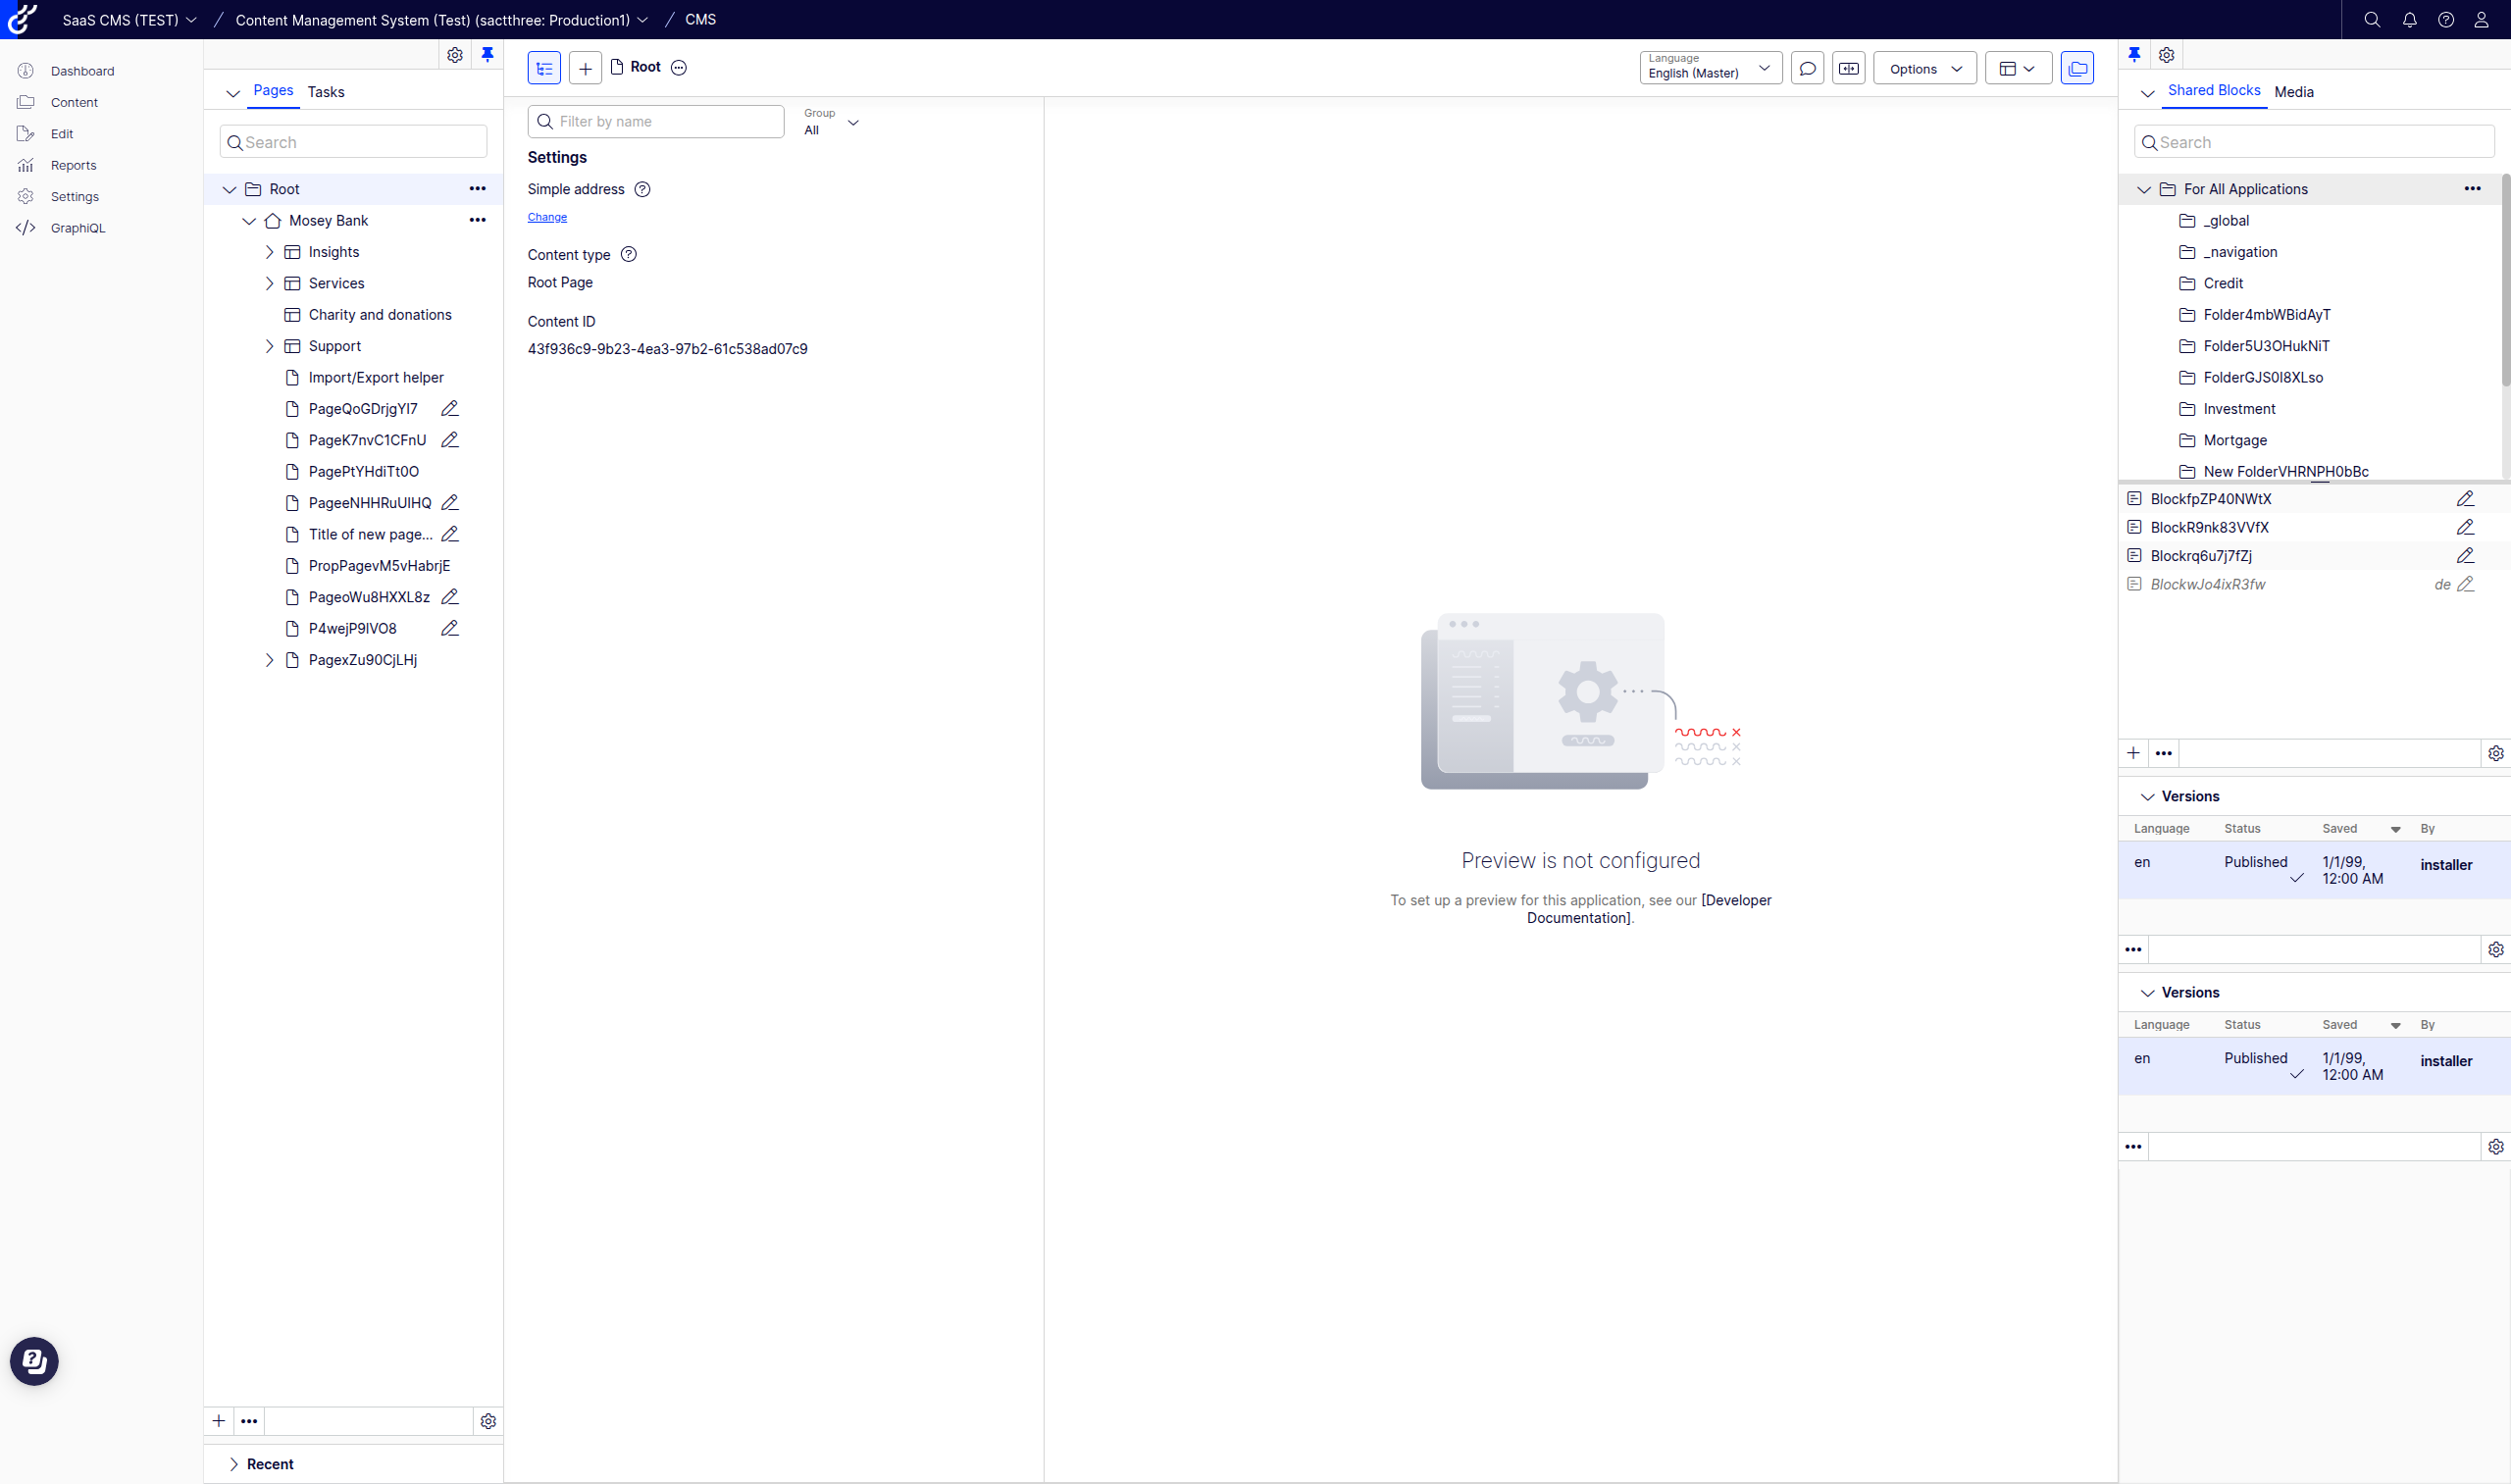 SaaS CMS (TEST) / Content Management System (Test) (sactthree: Production1) / CMS
Dashboard
Content
Edit
Reports
Settings
GraphiQL
Pages Tasks
Search
Root
Mosey Bank
Insights
Services
Charity and donations
Support
Import/Export helper
PageQoGDrjgYI7
PageK7nvC1CFnU
PagePtYHdiTt0O
PageeNHHRuUIHQ
Title of new page...
PropPagevM5vHabrjE
PageoWu8HXXL8z
P4wejP9IVO8
PagexZu90CjLHj
Recent
Root
Language
English (Master)
Options
Filter by name
Group
All
Settings
Simple address
Change
Content type
Root Page
Content ID
43f936c9-9b23-4ea3-97b2-61c538ad07c9
Preview is not configured
To set up a preview for this application, see our [Developer
Documentation].
Shared Blocks Media
Search
For All Applications
_global
_navigation
Credit
Folder4mbWBidAyT
Folder5U3OHukNiT
FolderGJS0I8XLso
Investment
Mortgage
New FolderVHRNPH0bBc
BlockfpZP40NWtX
BlockR9nk83VVfX
Blockrq6u7j7fZj
BlockwJo4ixR3fw de
Versions
Language Status Saved By
en Published 1/1/99, installer
12:00 AM
Versions
Language Status Saved By
en Published 1/1/99, installer
12:00 AM